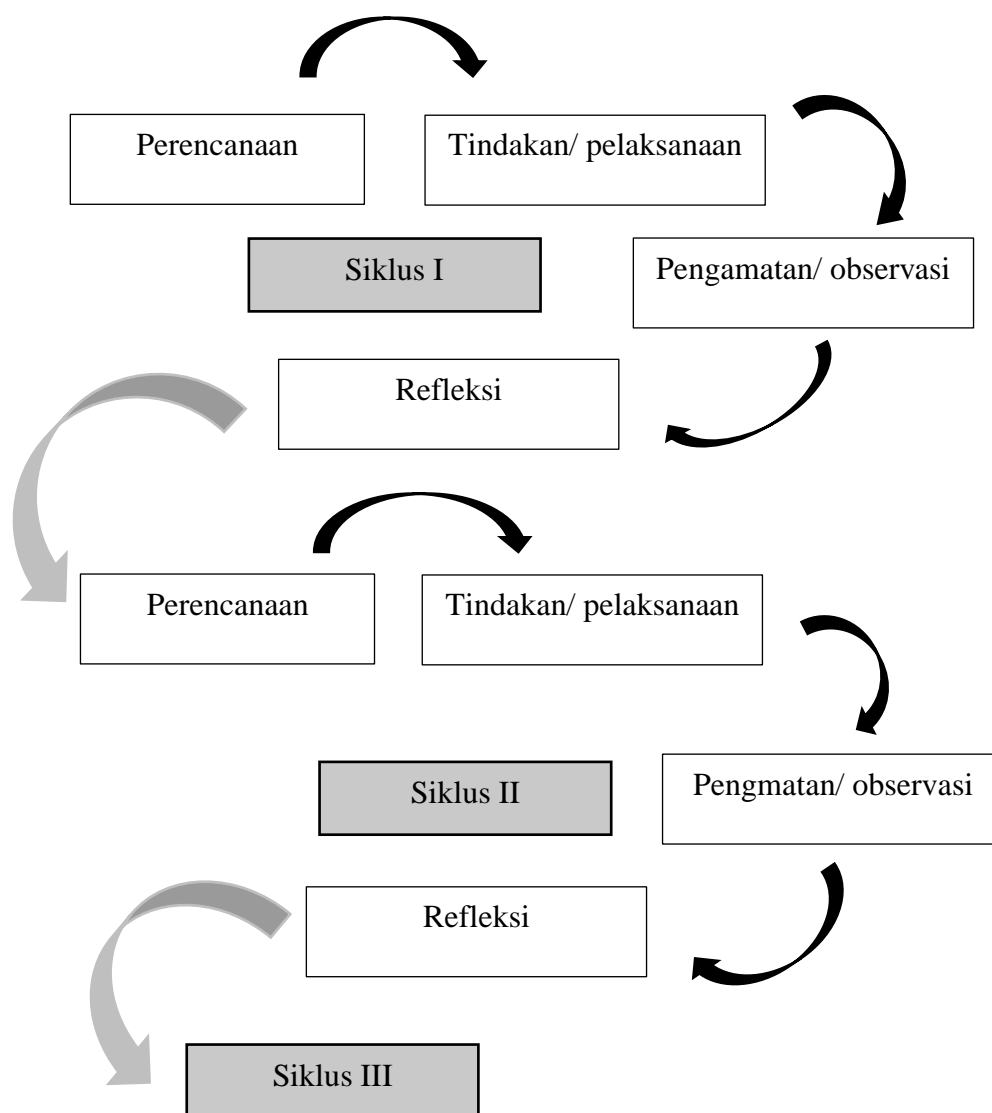 Perencanaan
Tindakan/ pelaksanaan
Siklus I
Pengamatan/ observasi
Refleksi
Perencanaan
Tindakan/ pelaksanaan
Siklus II
Pengmatan/ observasi
Refleksi
Siklus III